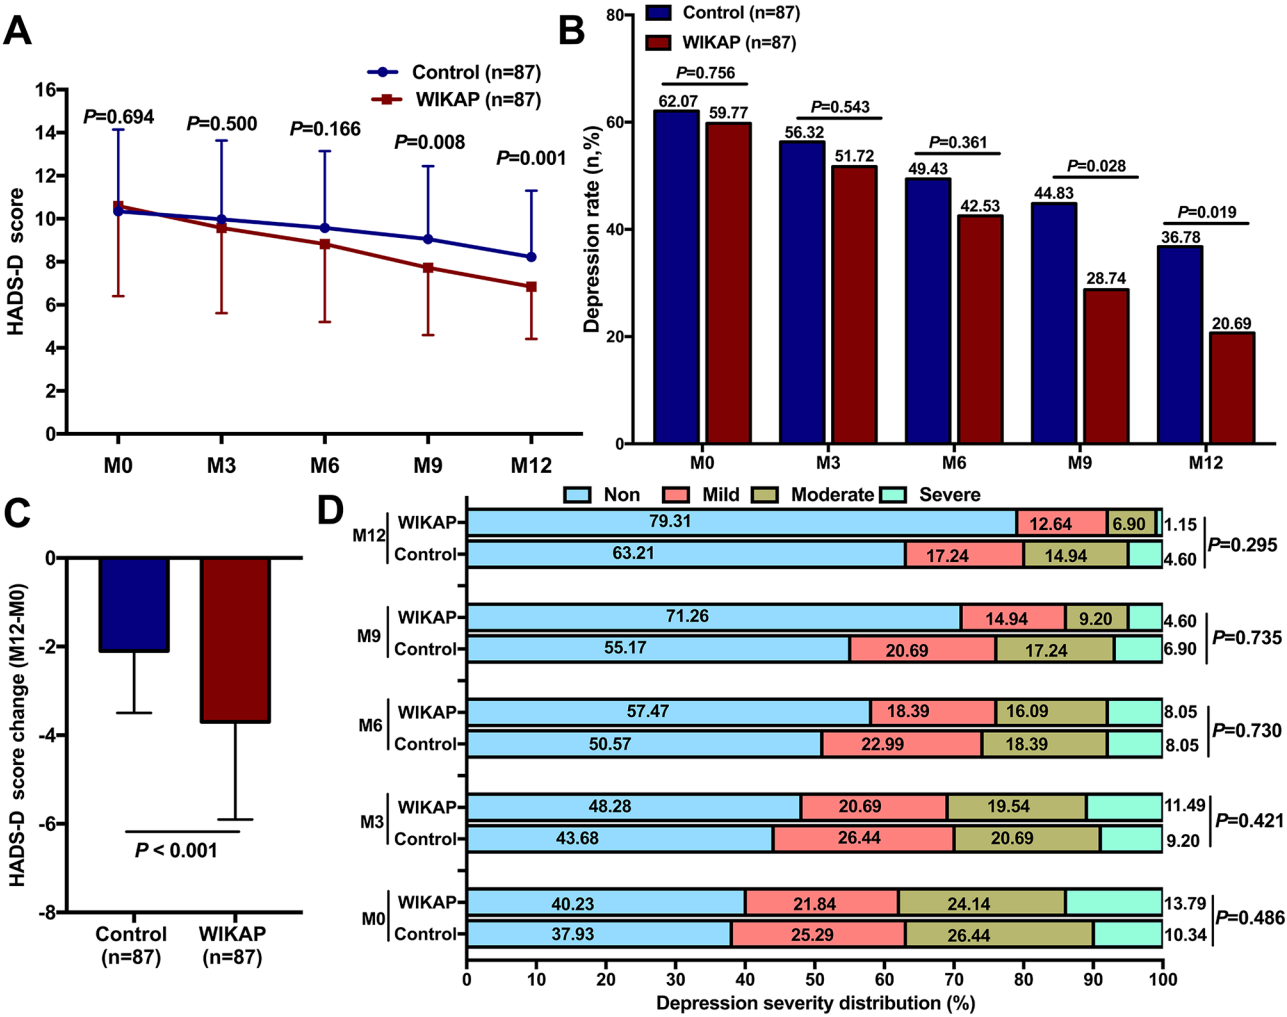 A
Control (n=87)
WIKAP (n=87)
HADS-D score
16
14
12
10
8
6
4
2
0
P=0.694
P=0.500
P=0.166
P=0.008
P=0.001
M0
M3
M6
M9
M12
B
Control (n=87)
WIKAP (n=87)
Depression rate (n,%)
80
60
40
20
0
P=0.756
62.07
59.77
P=0.543
56.32
51.72
P=0.361
49.43
42.53
P=0.028
44.83
28.74
P=0.019
36.78
20.69
M0
M3
M6
M9
M12
C
HADS-D score change (M12-M0)
0
-2
-4
-6
-8
P < 0.001
Control
(n=87)
WIKAP
(n=87)
D
Non
Mild
Moderate
Severe
M12
WIKAP
79.31
12.64
6.90
1.15
Control
63.21
17.24
14.94
4.60
P=0.295
M9
WIKAP
71.26
14.94
9.20
4.60
Control
55.17
20.69
17.24
6.90
P=0.735
M6
WIKAP
57.47
18.39
16.09
8.05
Control
50.57
22.99
18.39
8.05
P=0.730
M3
WIKAP
48.28
20.69
19.54
11.49
Control
43.68
26.44
20.69
9.20
P=0.421
M0
WIKAP
40.23
21.84
24.14
13.79
Control
37.93
25.29
26.44
10.34
P=0.486
0
10
20
30
40
50
60
70
80
90
100
Depression severity distribution (%)